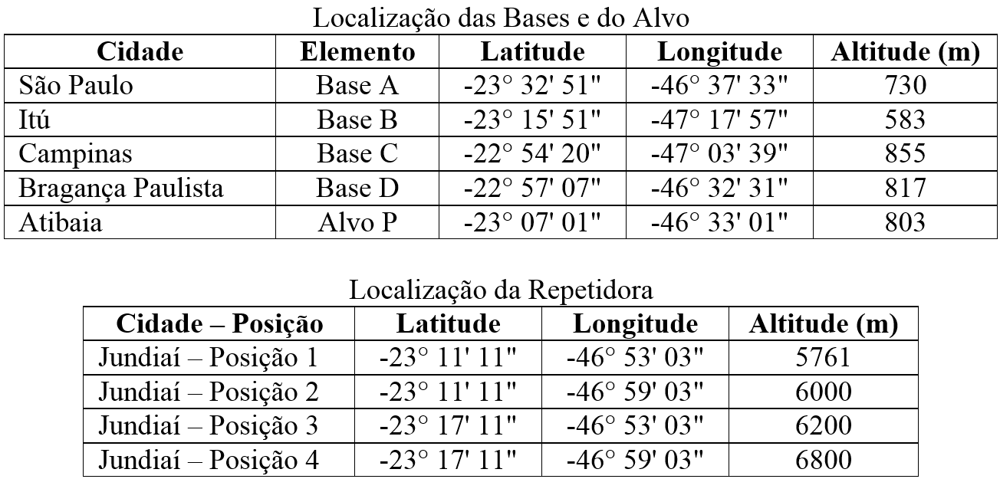 Localização das Bases e do Alvo
Cidade Elemento Latitude Longitude Altitude (m)
São Paulo Base A -23° 32' 51" -46° 37' 33" 730
Itú Base B -23° 15' 51" -47° 17' 57" 583
Campinas Base C -22° 54' 20" -47° 03' 39" 855
Bragança Paulista Base D -22° 57' 07" -46° 32' 31" 817
Atibaia Alvo P -23° 07' 01" -46° 33' 01" 803
Localização da Repetidora
Cidade – Posição Latitude Longitude Altitude (m)
Jundiaí – Posição 1 -23° 11' 11" -46° 53' 03" 5761
Jundiaí – Posição 2 -23° 11' 11" -46° 59' 03" 6000
Jundiaí – Posição 3 -23° 17' 11" -46° 53' 03" 6200
Jundiaí – Posição 4 -23° 17' 11" -46° 59' 03" 6800